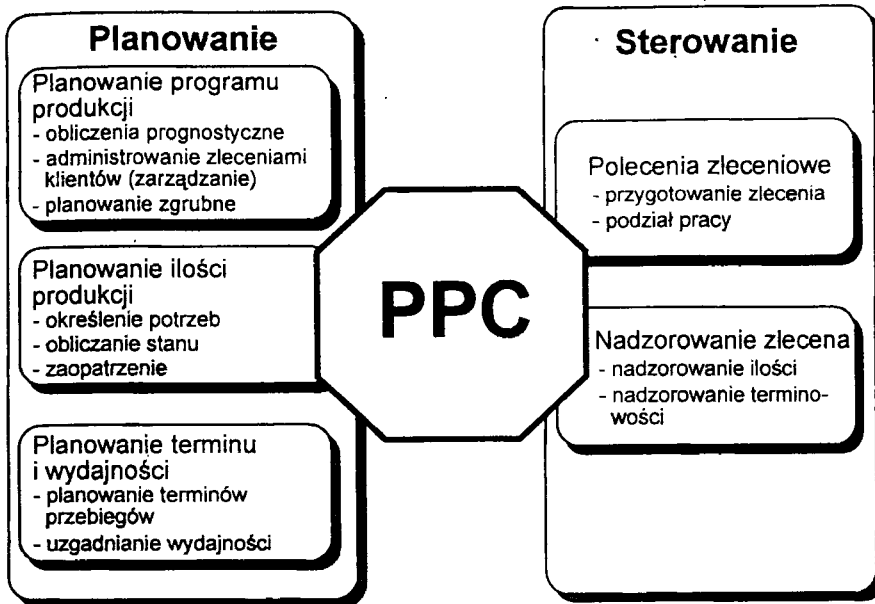 Planowanie
Planowanie programu
produkcji
- obliczenia prognostyczne
- administrowanie zleceniami
klientów (zarządzanie)
- planowanie zgrubne
Planowanie ilości
produkcji
- określenie potrzeb
- obliczanie stanu
- zaopatrzenie
Planowanie terminu
i wydajności
- planowanie terminów
przebiegów
- uzgadnianie wydajności
PPC
Sterowanie
Polecenia zleceniowe
- przygotowanie zlecenia
- podział pracy
Nadzorowanie zlecena
- nadzorowanie ilości
- nadzorowanie termino-
wości